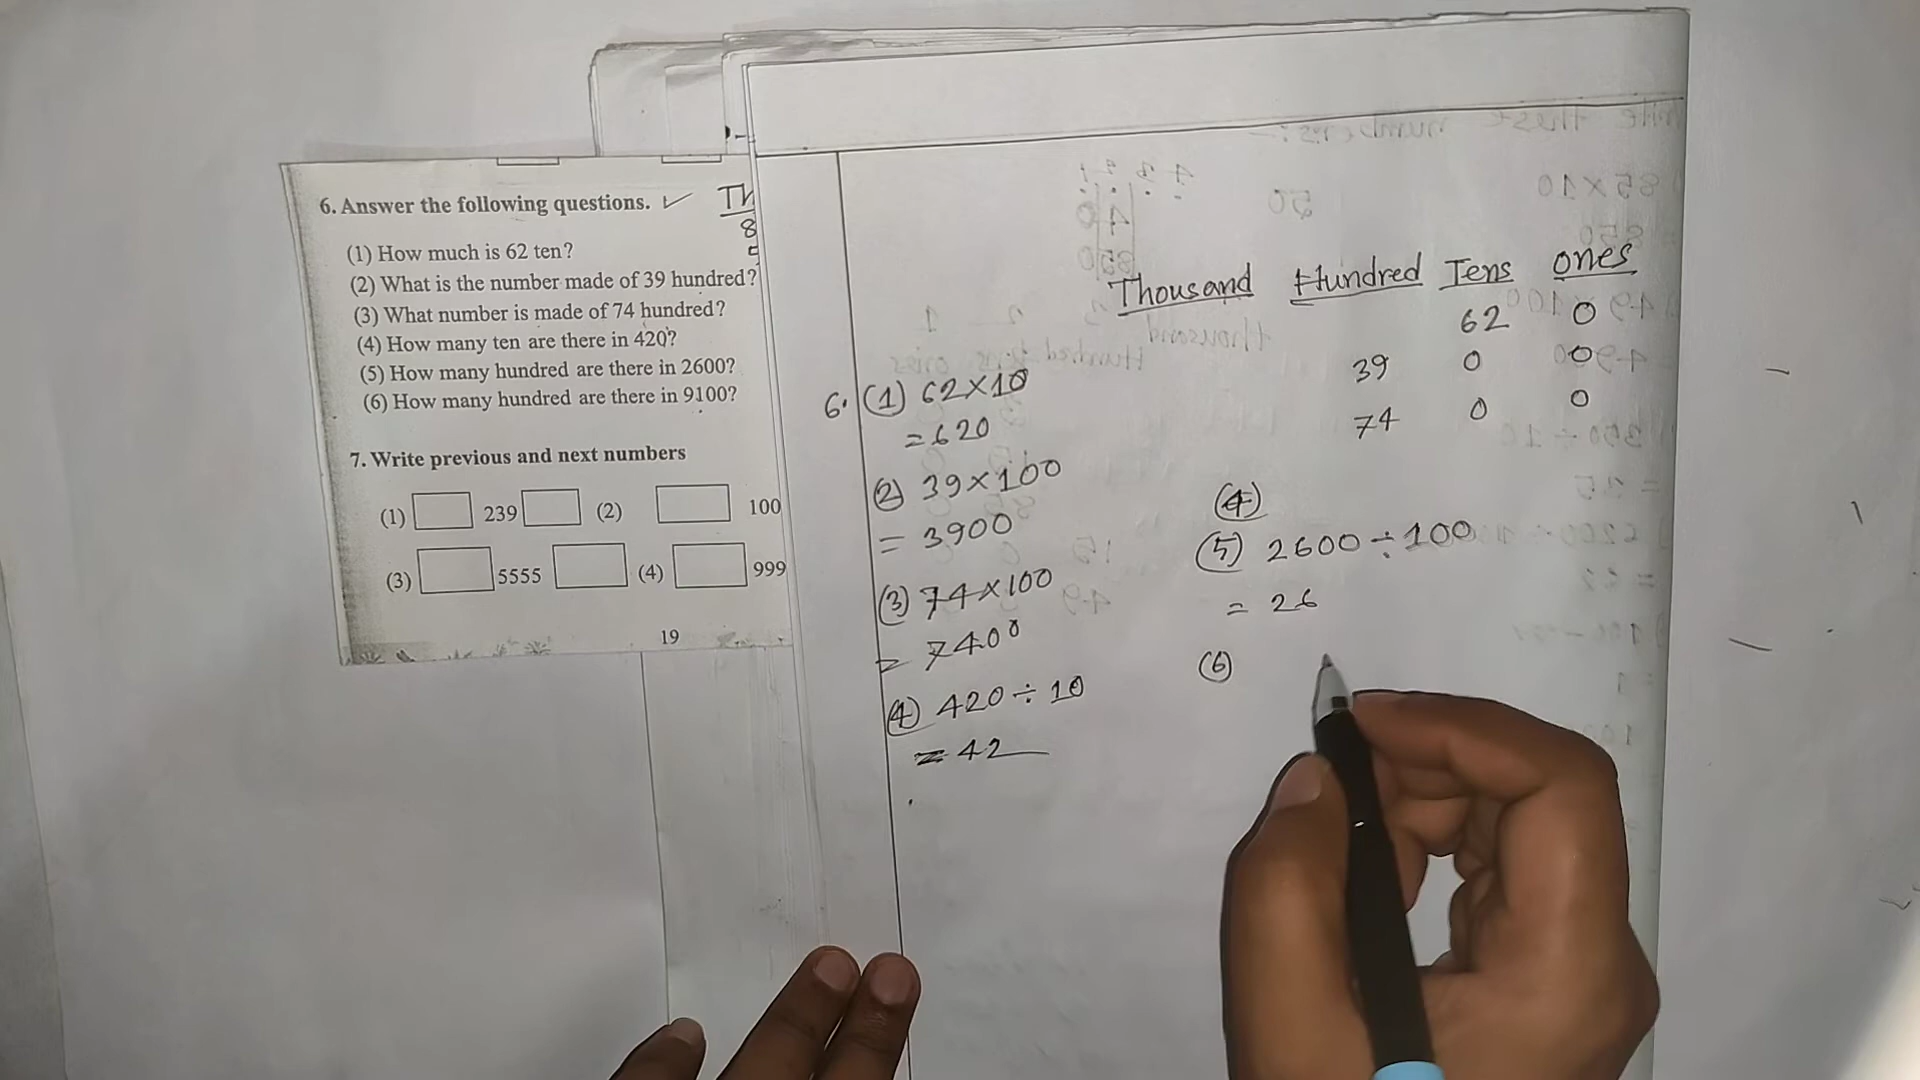 6. Answer the following questions.
(1) How much is 62 ten?
(2) What is the number made of 39 hundred?
(3) What number is made of 74 hundred?
(4) How many ten are there in 420?
(5) How many hundred are there in 2600?
(6) How many hundred are there in 9100?
7. Write previous and next numbers
(1) 239 (2) 100
(3) 5555 (4) 999
19
Th
8
Thousand Hundred Tens ones
62 0
39 0 0
74 0 0
6. (1) 62×10
=620
(2) 39×100
= 3900
(3) 74×100
= 7400
(4) 420÷10
= 42
(4)
(5) 2600÷100
= 26
(6)